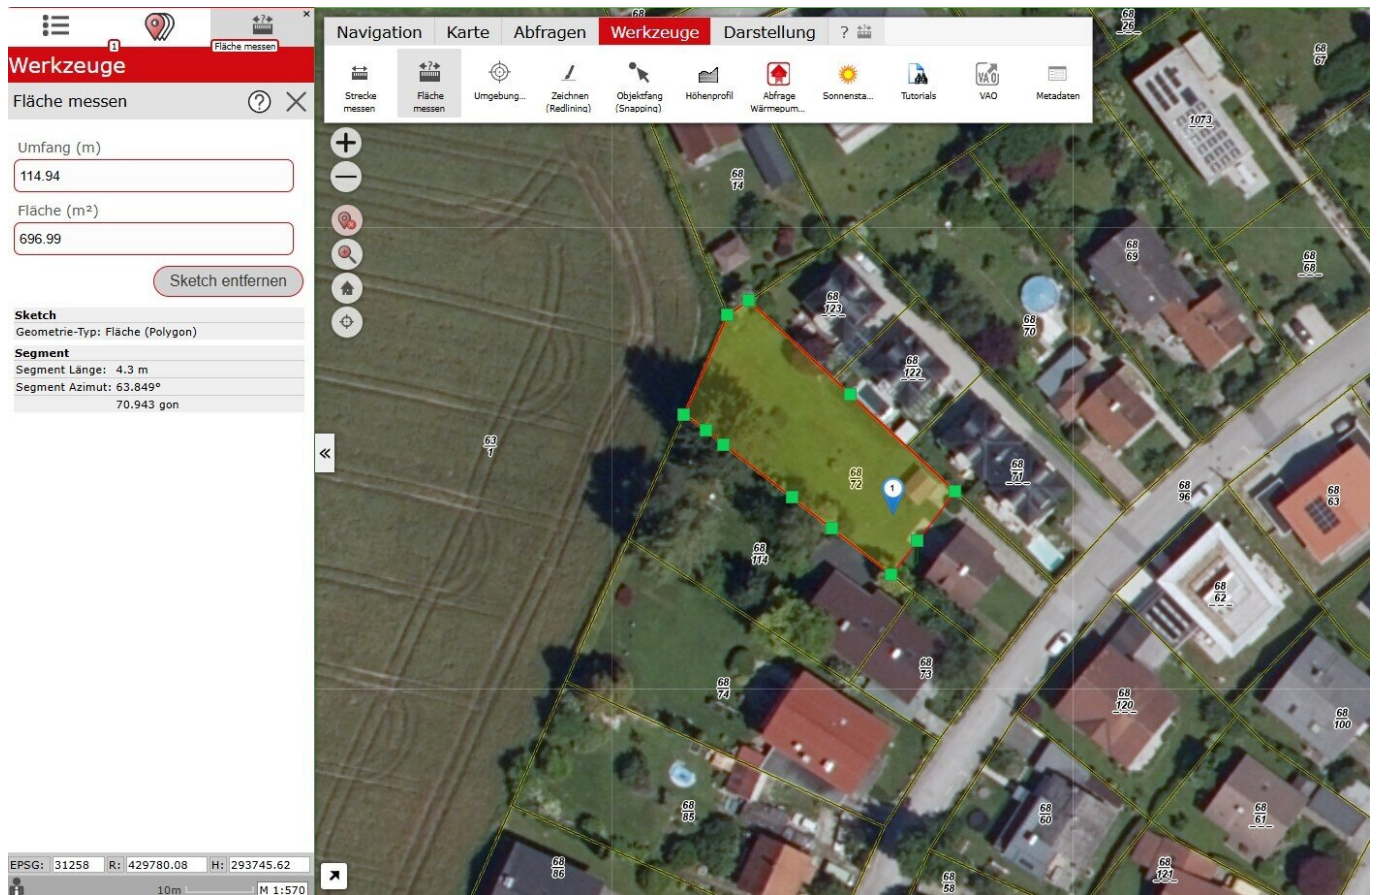 1
Fläche messen
×
Werkzeuge
Fläche messen
?
Umfang (m)
114.94
Fläche (m²)
696.99
Sketch entfernen
Sketch
Geometrie-Typ: Fläche (Polygon)
Segment
Segment Länge: 4.3 m
Segment Azimut: 63.849°
70.943 gon
EPSG: 31258 R: 429780.08 H: 293745.62
10m M 1:570
Navigation Karte Abfragen Werkzeuge Darstellung ?
Strecke messen
Fläche messen
Umgebung...
Zeichnen (Redlining)
Objektfang (Snapping)
Höhenprofil
Abfrage Wärmepum...
Sonnensta...
Tutorials
VAO
Metadaten
68
68
26
68
67
1073
68
14
68
69
68
68
68
123
68
70
68
122
63
1
68
72
1
68
71
68
96
68
63
68
114
68
62
68
73
68
74
68
120
68
100
68
85
68
60
68
61
68
86
68
58
68
121